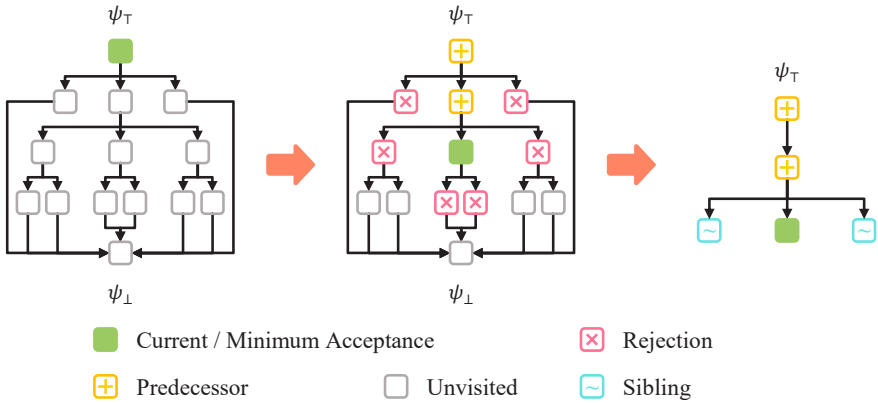 ψ⊤
ψ⊤
ψ⊤
ψ⊥
ψ⊥
Current / Minimum Acceptance
Rejection
Predecessor
Unvisited
Sibling